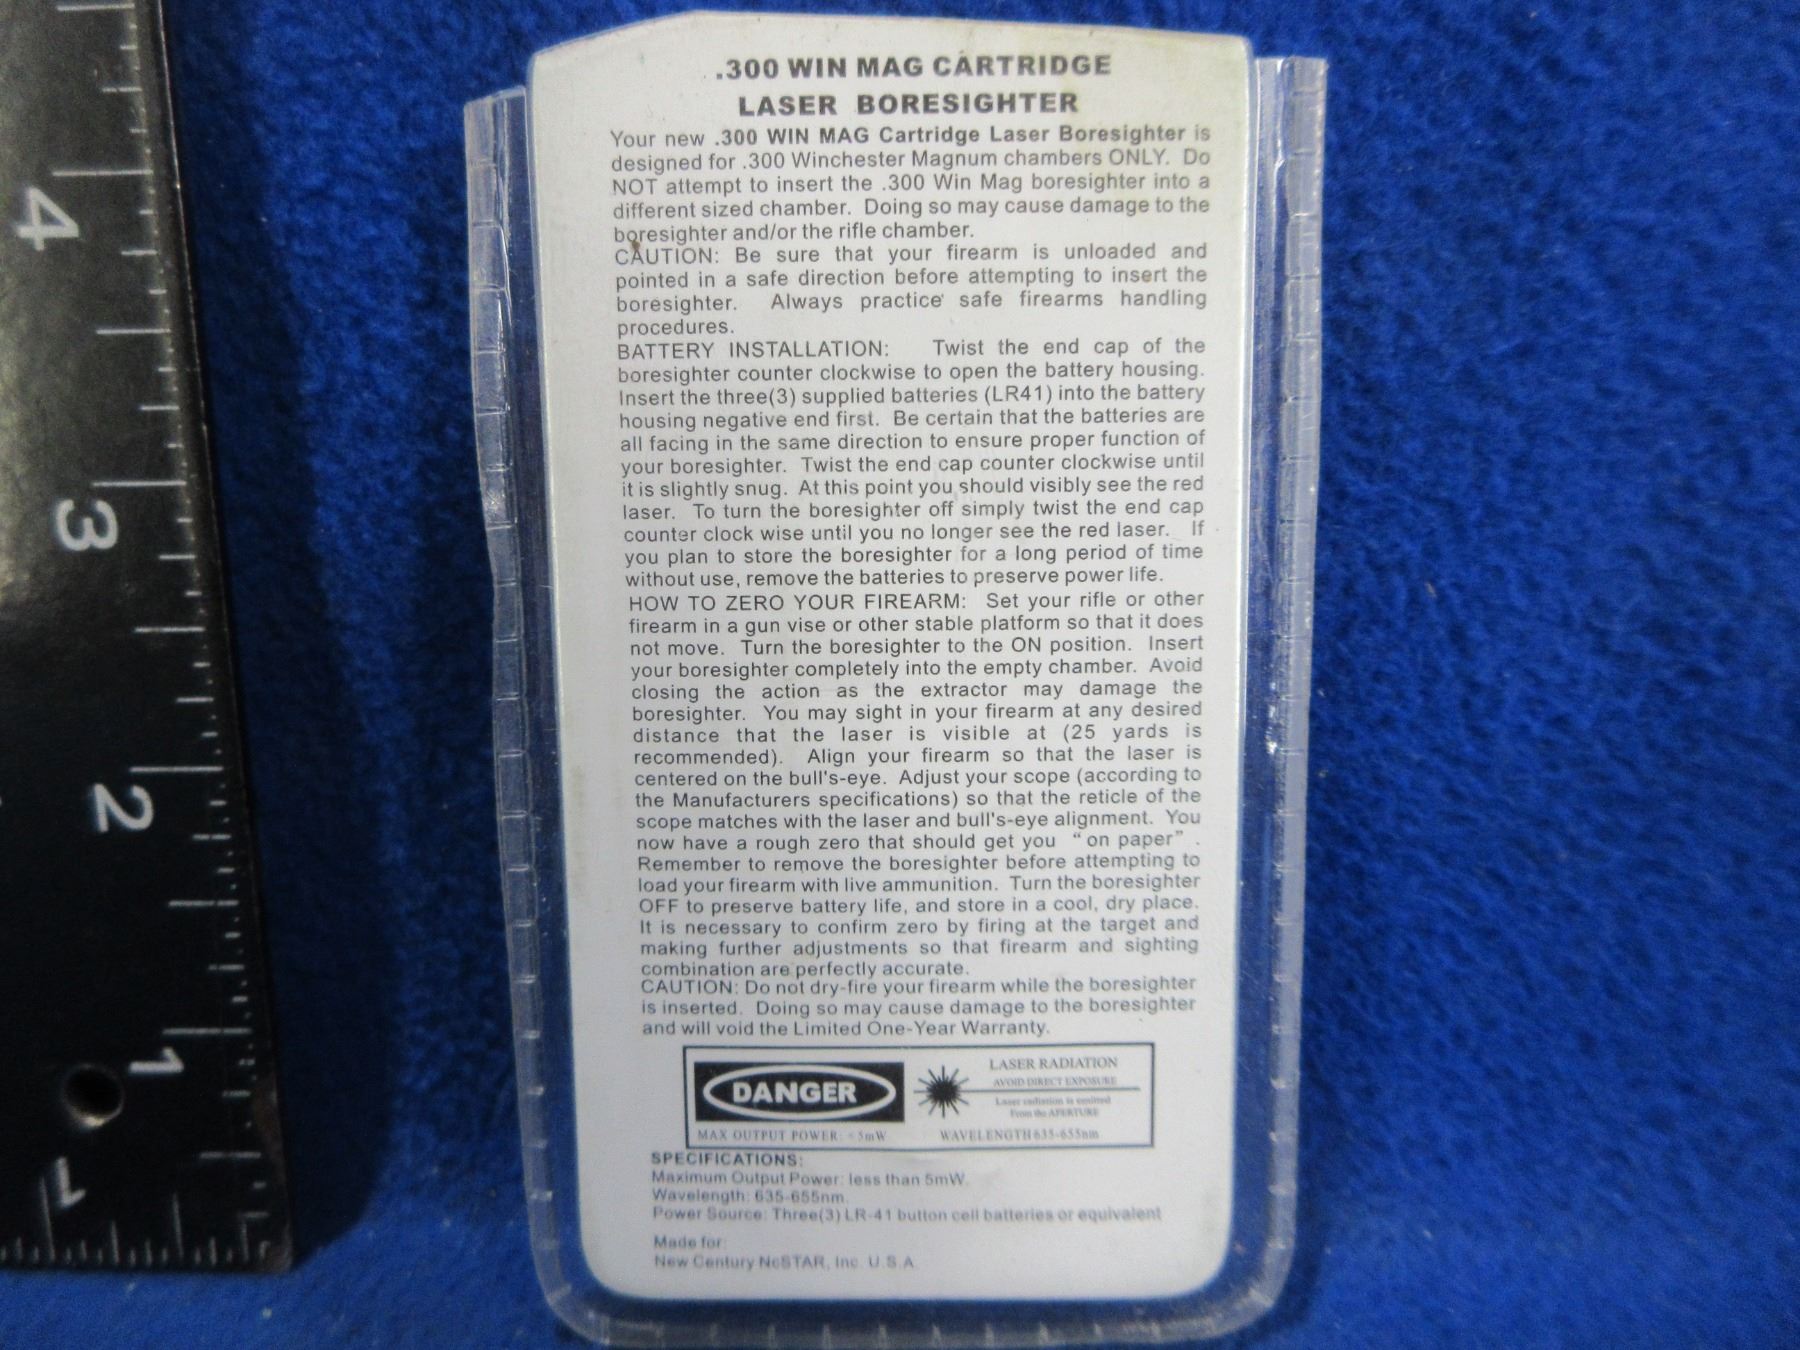 .300 WIN MAG CARTRIDGE
LASER BORESIGHTER
Your new .300 WIN MAG Cartridge Laser Boresighter is
designed for .300 Winchester Magnum chambers ONLY. Do
NOT attempt to insert the .300 Win Mag boresighter into a
different sized chamber. Doing so may cause damage to the
boresighter and/or the rifle chamber.
CAUTION: Be sure that your firearm is unloaded and
pointed in a safe direction before attempting to insert the
boresighter. Always practice safe firearms handling
procedures.
BATTERY INSTALLATION: Twist the end cap of the
boresighter counter clockwise to open the battery housing.
Insert the three(3) supplied batteries (LR41) into the battery
housing negative end first. Be certain that the batteries are
all facing in the same direction to ensure proper function of
your boresighter. Twist the end cap counter clockwise until
it is slightly snug. At this point you should visibly see the red
laser. To turn the boresighter off simply twist the end cap
counter clock wise until you no longer see the red laser. If
you plan to store the boresighter for a long period of time
without use, remove the batteries to preserve power life.
HOW TO ZERO YOUR FIREARM: Set your rifle or other
firearm in a gun vise or other stable platform so that it does
not move. Turn the boresighter to the ON position. Insert
your boresighter completely into the empty chamber. Avoid
closing the action as the extractor may damage the
boresighter. You may sight in your firearm at any desired
distance that the laser is visible at (25 yards is
recommended). Align your firearm so that the laser is
centered on the bull's-eye. Adjust your scope (according to
the Manufacturers specifications) so that the reticle of the
scope matches with the laser and bull's-eye alignment. You
now have a rough zero that should get you “on paper” .
Remember to remove the boresighter before attempting to
load your firearm with live ammunition. Turn the boresighter
OFF to preserve battery life, and store in a cool, dry place.
It is necessary to confirm zero by firing at the target and
making further adjustments so that firearm and sighting
combination are perfectly accurate.
CAUTION: Do not dry-fire your firearm while the boresighter
is inserted. Doing so may cause damage to the boresighter
and will void the Limited One-Year Warranty.
DANGER
LASER RADIATION
AVOID DIRECT EXPOSURE
Laser radiation is emitted
From the APERTURE
MAX OUTPUT POWER: <5mW
WAVELENGTH 635-655nm
SPECIFICATIONS:
Maximum Output Power: less than 5mW.
Wavelength: 635-655nm.
Power Source: Three(3) LR-41 button cell batteries or equivalent
Made for:
New Century NcSTAR, Inc. U.S.A.
4
3
2
1
1